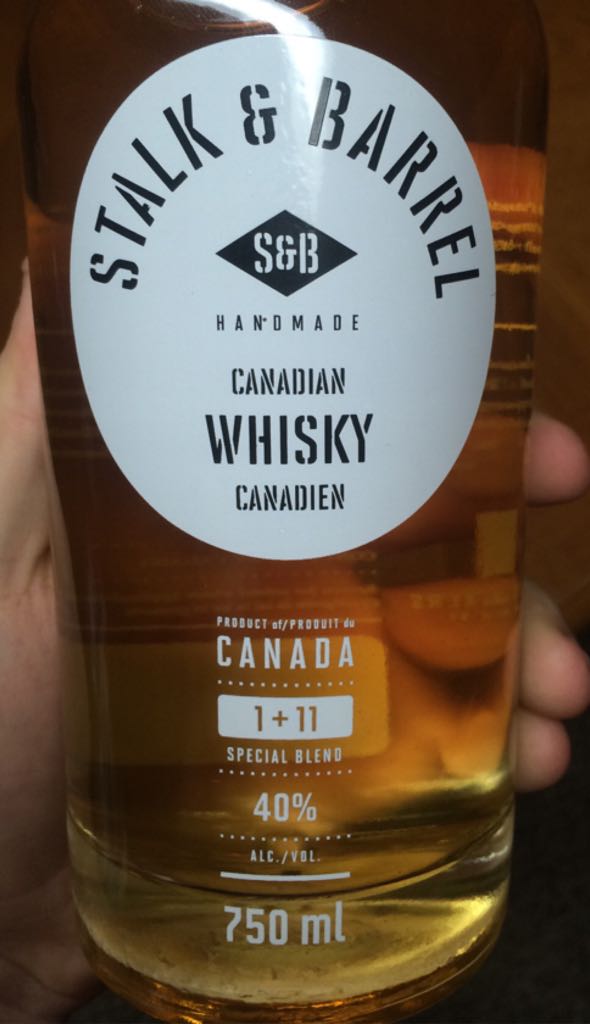 STALK & BARREL
S&B
HANDMADE
CANADIAN
WHISKY
CANADIEN
PRODUCT of/PRODUIT du
CANADA
1+11
SPECIAL BLEND
40%
ALC./VOL.
750 ml